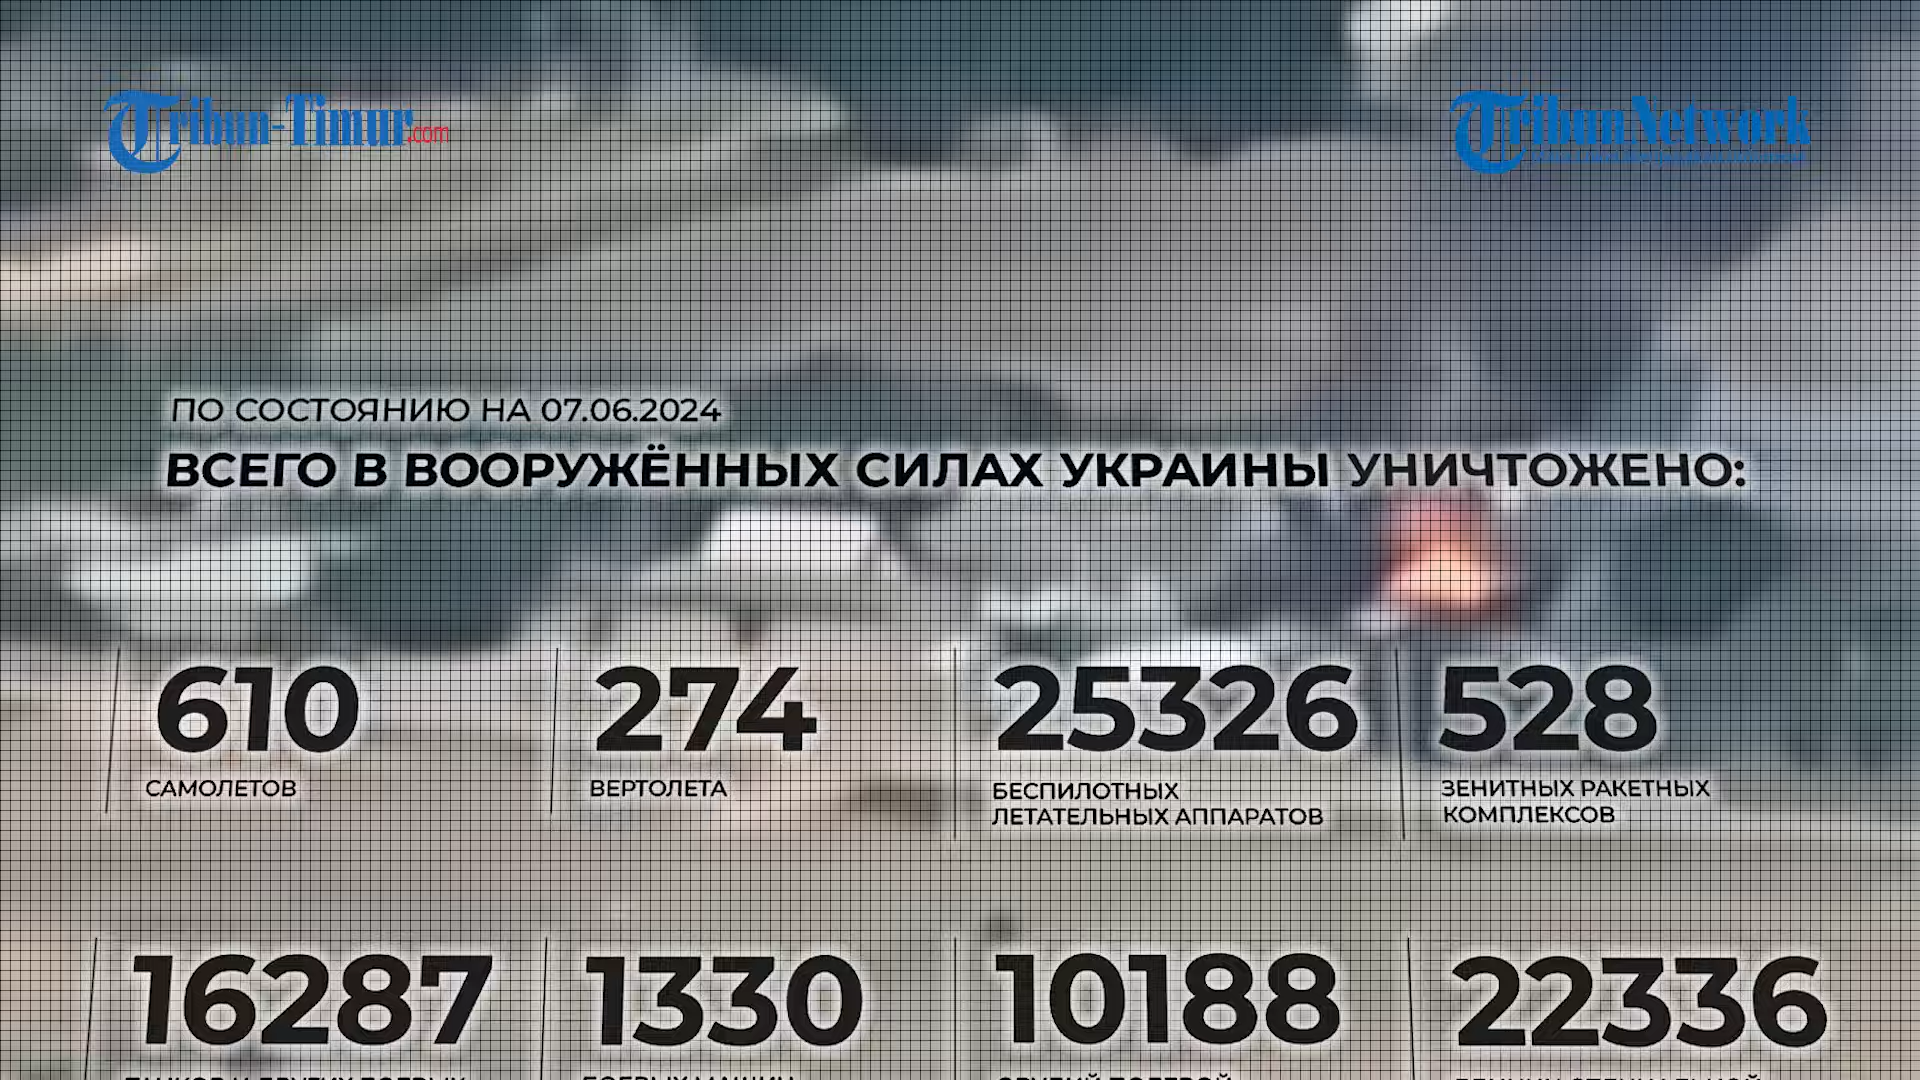 Tribun-Timur.com
TribunNetwork
ПО СОСТОЯНИЮ НА 07.06.2024
ВСЕГО В ВООРУЖЁННЫХ СИЛАХ УКРАИНЫ УНИЧТОЖЕНО:
610
САМОЛЕТОВ
274
ВЕРТОЛЕТА
25326
БЕСПИЛОТНЫХ
ЛЕТАТЕЛЬНЫХ АППАРАТОВ
528
ЗЕНИТНЫХ РАКЕТНЫХ
КОМПЛЕКСОВ
16287
1330
10188
22336